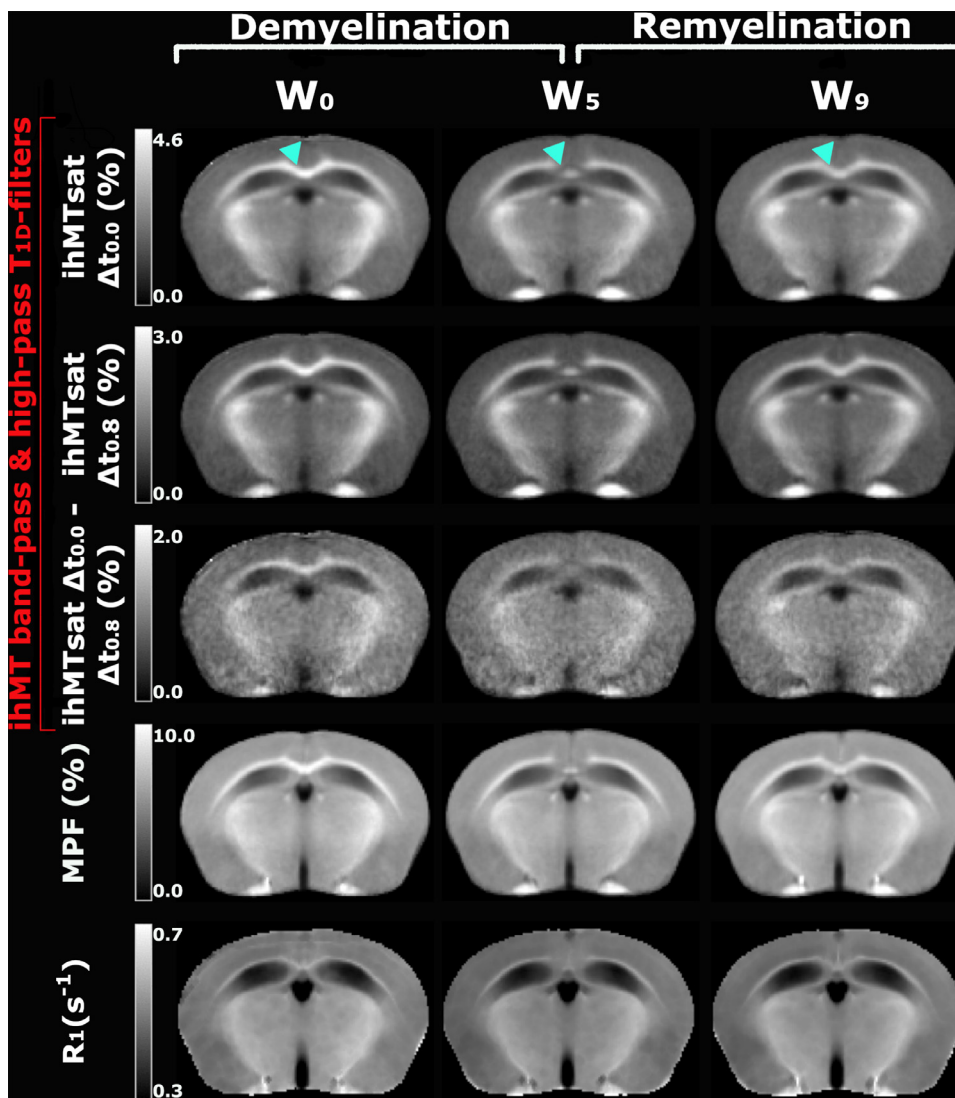 Demyelination
Remyelination
W₀
W₅
W₉
ihMT band-pass & high-pass T₁D-filters
ihMTsat
Δt₀.₀ (%)
4.6
0.0
ihMTsat
Δt₀.₈ (%)
3.0
0.0
ihMTsat Δt₀.₀ -
Δt₀.₈ (%)
2.0
0.0
MPF (%)
10.0
0.0
R₁(s⁻¹)
0.7
0.3